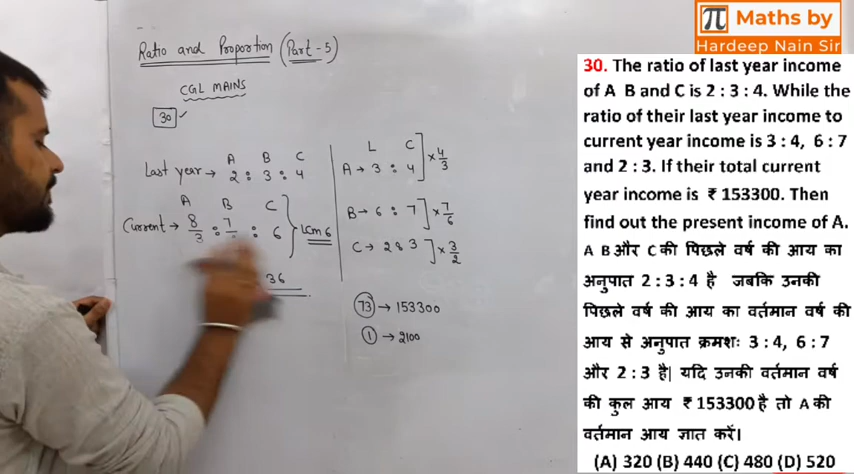 π Maths by
Hardeep Nain Sir
Ratio and Proportion (Part-5)
CGL MAINS
30 ✓
A B C
Last year → 2 : 3 : 4
A B C
Current → 8/3 : 7/ : 6 } LCM 6
36
L C
A → 3 : 4 ] × 4/3
B → 6 : 7 ] × 7/6
C → 2 : 3 ] × 3/2
73 → 153300
1 → 2100
30. The ratio of last year income
of A B and C is 2 : 3 : 4. While the
ratio of their last year income to
current year income is 3 : 4, 6 : 7
and 2 : 3. If their total current
year income is ₹ 153300. Then
find out the present income of A.
A B और C की पिछले वर्ष की आय का
अनुपात 2 : 3 : 4 है जबकि उनकी
पिछले वर्ष की आय का वर्तमान वर्ष की
आय से अनुपात क्रमशः 3 : 4, 6 : 7
और 2 : 3 है| यदि उनकी वर्तमान वर्ष
की कुल आय ₹ 153300 है तो A की
वर्तमान आय ज्ञात करें।
(A) 320 (B) 440 (C) 480 (D) 520